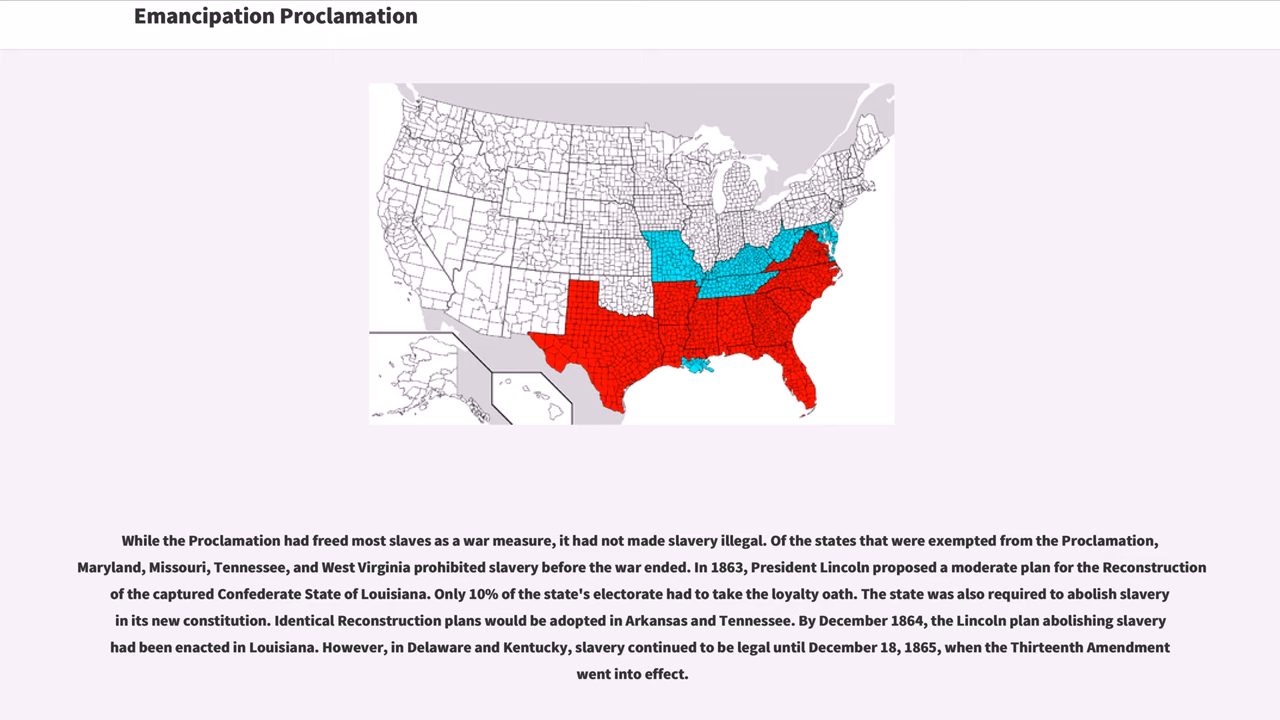 Emancipation Proclamation
While the Proclamation had freed most slaves as a war measure, it had not made slavery illegal. Of the states that were exempted from the Proclamation,
Maryland, Missouri, Tennessee, and West Virginia prohibited slavery before the war ended. In 1863, President Lincoln proposed a moderate plan for the Reconstruction
of the captured Confederate State of Louisiana. Only 10% of the state's electorate had to take the loyalty oath. The state was also required to abolish slavery
in its new constitution. Identical Reconstruction plans would be adopted in Arkansas and Tennessee. By December 1864, the Lincoln plan abolishing slavery
had been enacted in Louisiana. However, in Delaware and Kentucky, slavery continued to be legal until December 18, 1865, when the Thirteenth Amendment
went into effect.